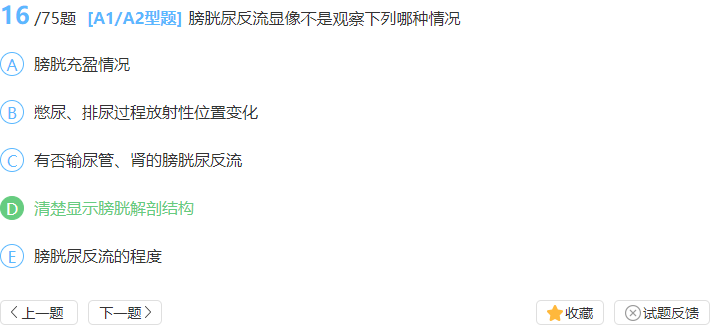 16 /75题 [A1/A2型题] 膀胱尿反流显像不是观察下列哪种情况
A 膀胱充盈情况
B 憋尿、排尿过程放射性位置变化
C 有否输尿管、肾的膀胱尿反流
D 清楚显示膀胱解剖结构
E 膀胱尿反流的程度
上一题 下一题 收藏 试题反馈